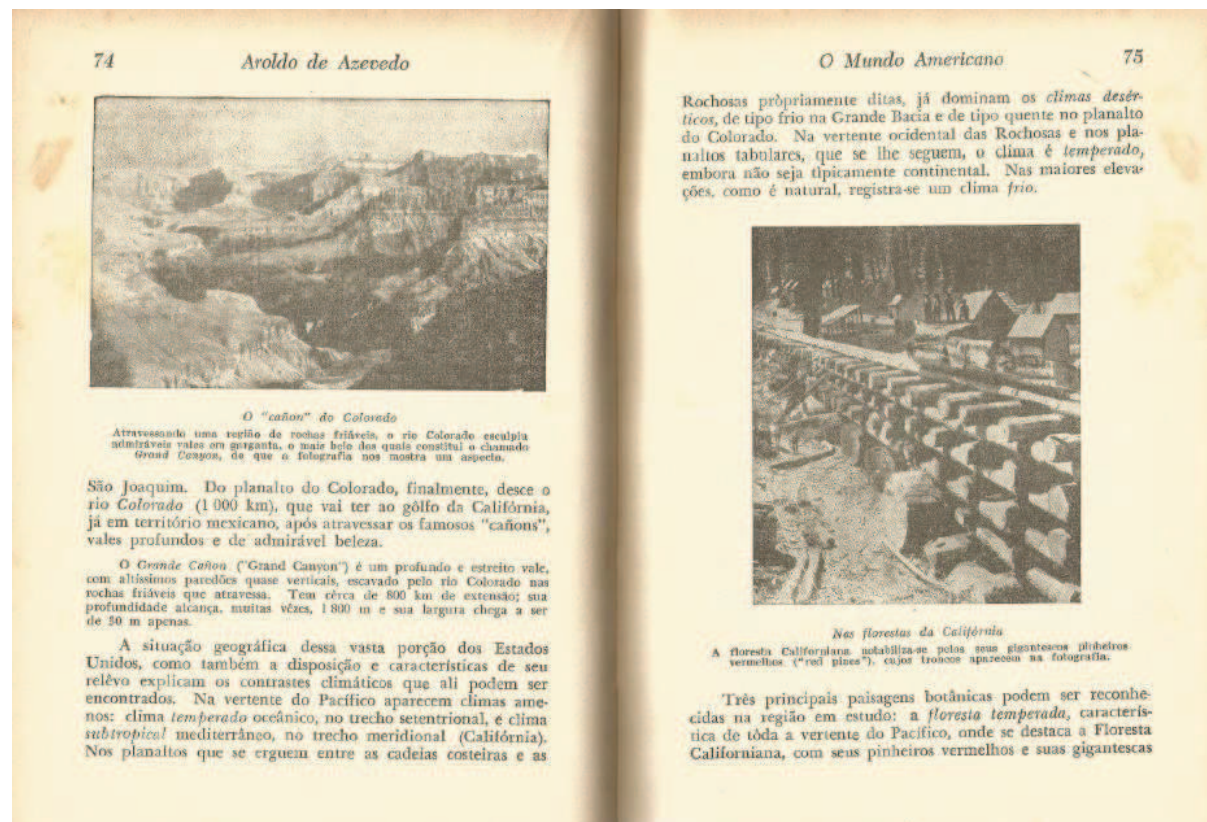 74
Aroldo de Azevedo
O "cañon" do Colorado
Atravessando uma região de rochas friáveis, o rio Colorado esculpiu
admiráveis vales em garganta, o mais belo dos quais constitui o chamado
Grand Canyon, de que a fotografia nos mostra um aspecto.
São Joaquim. Do planalto do Colorado, finalmente, desce o
rio Colorado (1 000 km), que vai ter ao gôlfo da Califórnia,
já em território mexicano, após atravessar os famosos "cañons",
vales profundos e de admirável beleza.
O Grande Cañon ("Grand Canyon") é um profundo e estreito vale,
com altíssimos paredões quase verticais, escavado pelo rio Colorado nas
rochas friáveis que atravessa. Tem cêrca de 800 km de extensão; sua
profundidade alcança, muitas vêzes, 1 800 m e sua largura chega a ser
de 50 m apenas.
A situação geográfica dessa vasta porção dos Estados
Unidos, como também a disposição e características de seu
relêvo explicam os contrastes climáticos que ali podem ser
encontrados. Na vertente do Pacífico aparecem climas ame-
nos: clima temperado oceânico, no trecho setentrional, e clima
subtropical mediterrâneo, no trecho meridional (Califórnia).
Nos planaltos que se erguem entre as cadeias costeiras e as
O Mundo Americano
75
Rochosas pròpriamente ditas, já dominam os climas desér-
ticos, de tipo frio na Grande Bacia e de tipo quente no planalto
do Colorado. Na vertente ocidental das Rochosas e nos pla-
naltos tabulares, que se lhe seguem, o clima é temperado,
embora não seja tìpicamente continental. Nas maiores eleva-
ções, como é natural, registra-se um clima frio.
Nas florestas da Califórnia
A floresta Californiana notabiliza-se pelos seus gigantescos pinheiros
vermelhos ("red pines"), cujos troncos aparecem na fotografia.
Três principais paisagens botânicas podem ser reconhe-
cidas na região em estudo: a floresta temperada, caracterís-
tica de tôda a vertente do Pacífico, onde se destaca a Floresta
Californiana, com seus pinheiros vermelhos e suas gigantescas